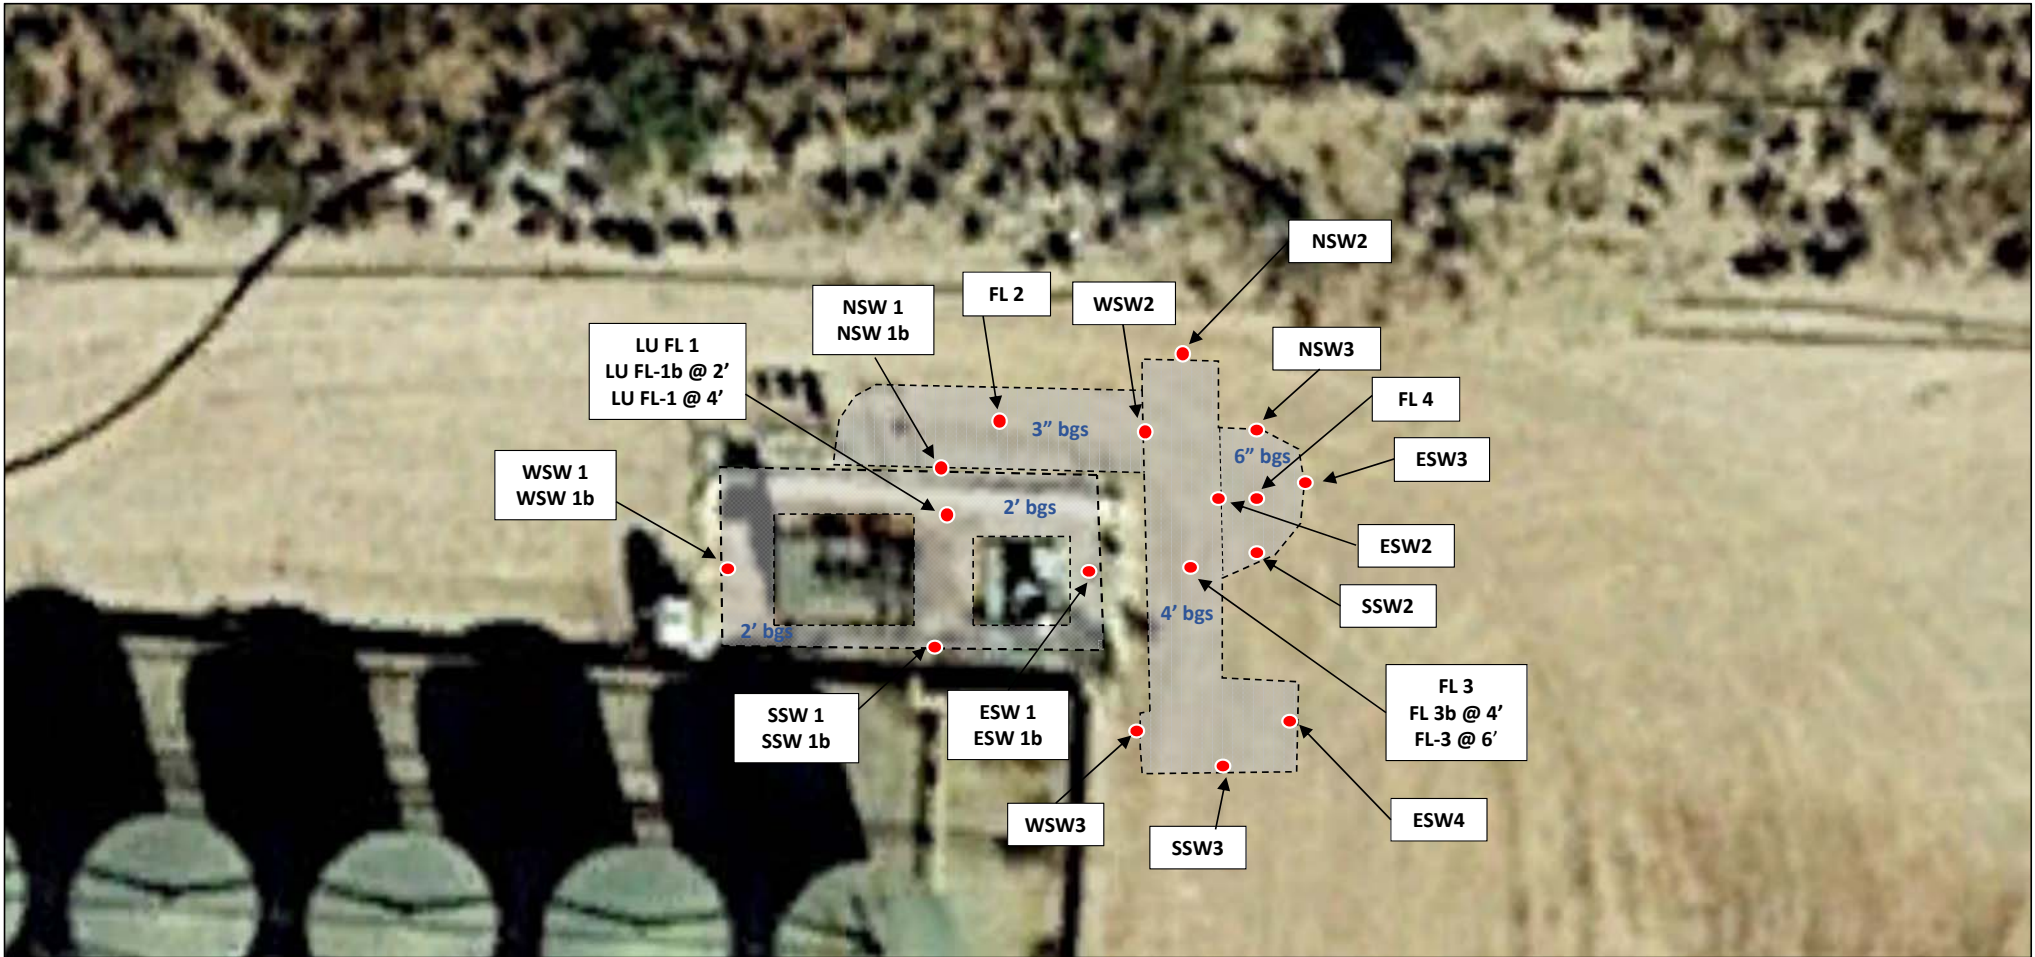 NSW2
FL 2
NSW 1
NSW 1b
WSW2
LU FL 1
LU FL-1b @ 2’
LU FL-1 @ 4’
NSW3
FL 4
3” bgs
6” bgs
ESW3
WSW 1
WSW 1b
2’ bgs
ESW2
SSW2
4’ bgs
2’ bgs
FL 3
FL 3b @ 4’
FL-3 @ 6’
SSW 1
SSW 1b
ESW 1
ESW 1b
WSW3
SSW3
ESW4